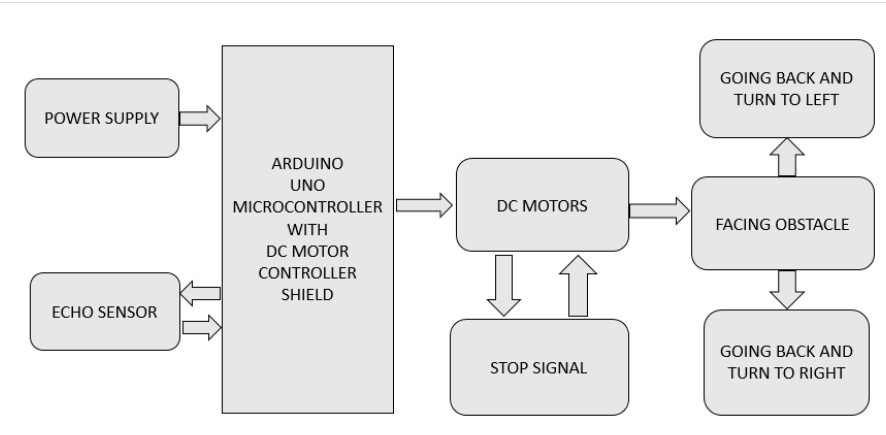 POWER SUPPLY
ECHO SENSOR
ARDUINO
UNO
MICROCONTROLLER
WITH
DC MOTOR
CONTROLLER
SHIELD
DC MOTORS
STOP SIGNAL
GOING BACK AND
TURN TO LEFT
FACING OBSTACLE
GOING BACK AND
TURN TO RIGHT